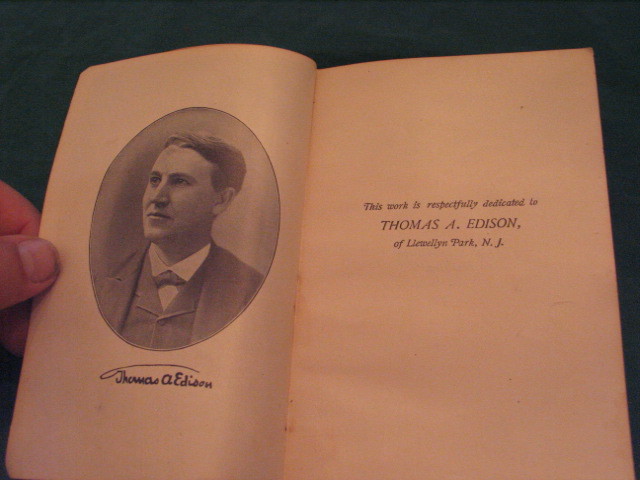 Thomas A Edison
This work is respectfully dedicated to
THOMAS A. EDISON,
of Llewellyn Park, N. J.